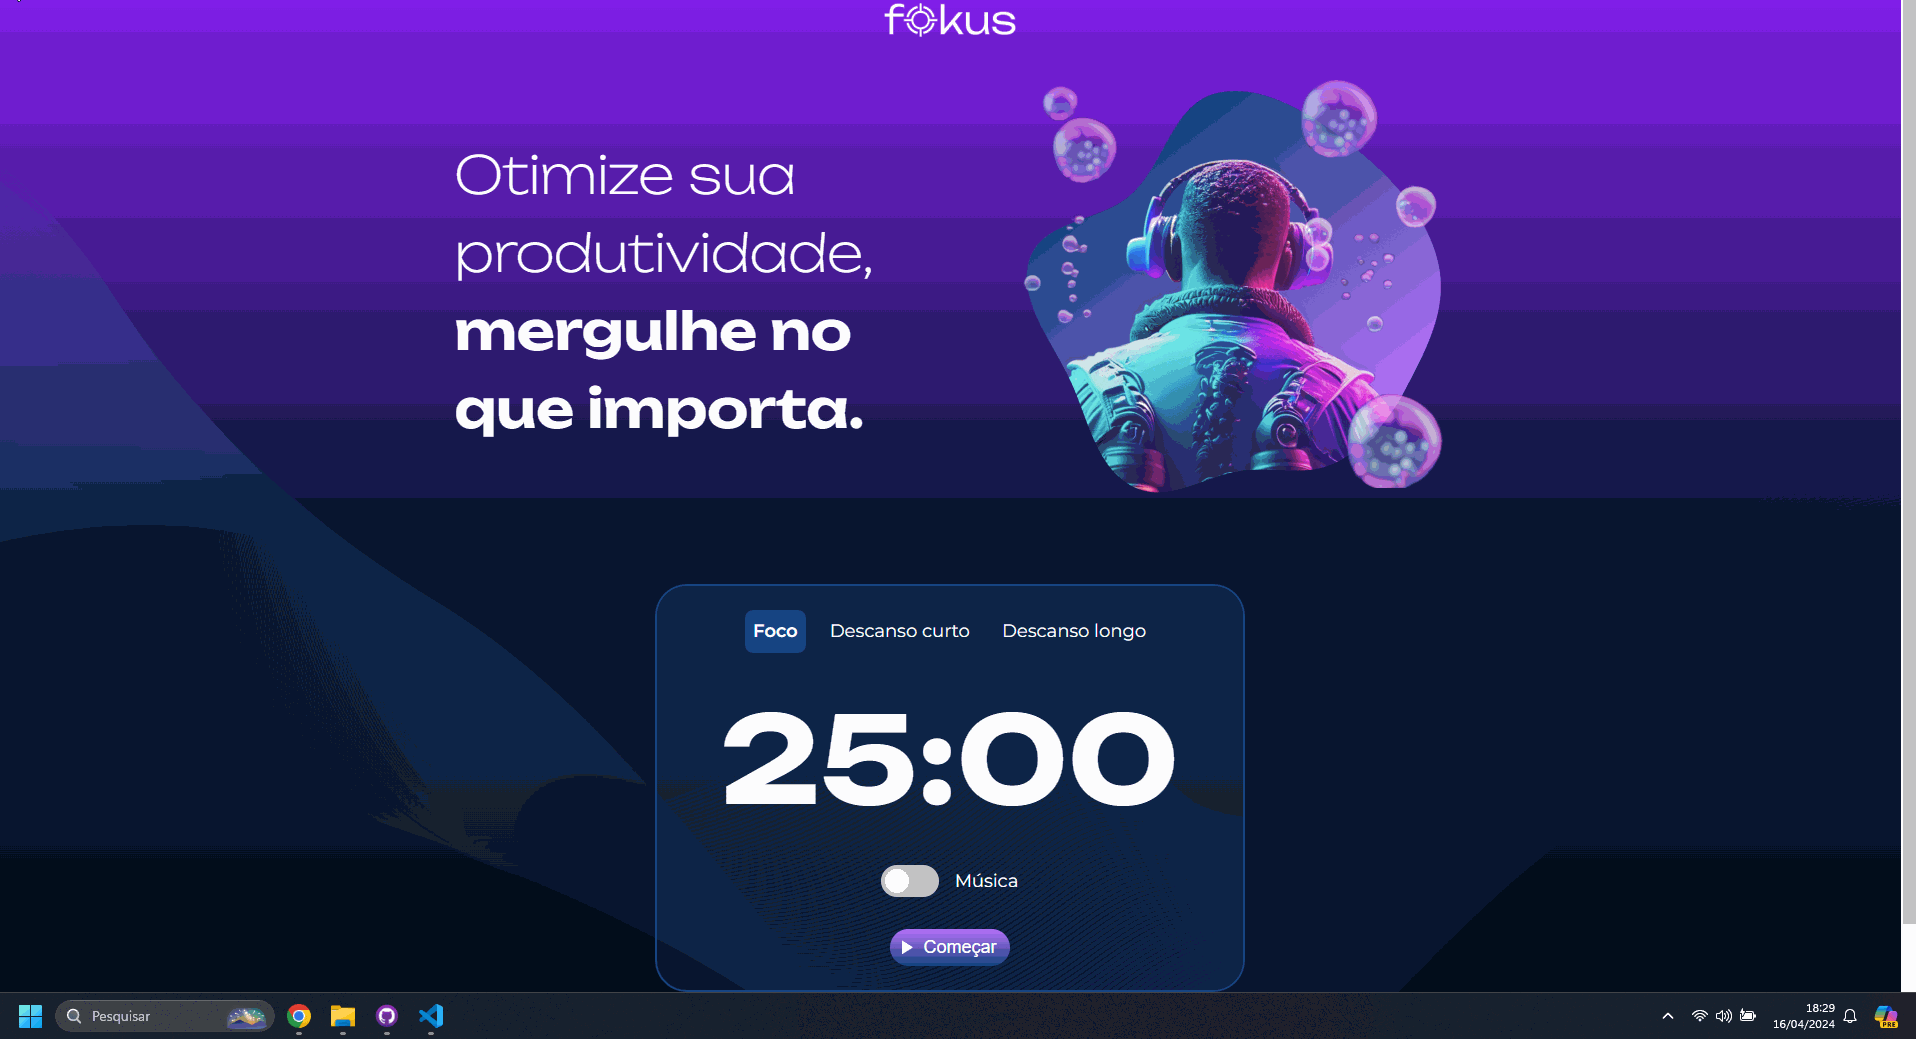 fokus
Otimize sua
produtividade,
mergulhe no
que importa.
Foco Descanso curto Descanso longo
25:00
Música
Começar
Pesquisar
18:29
16/04/2024
PRE